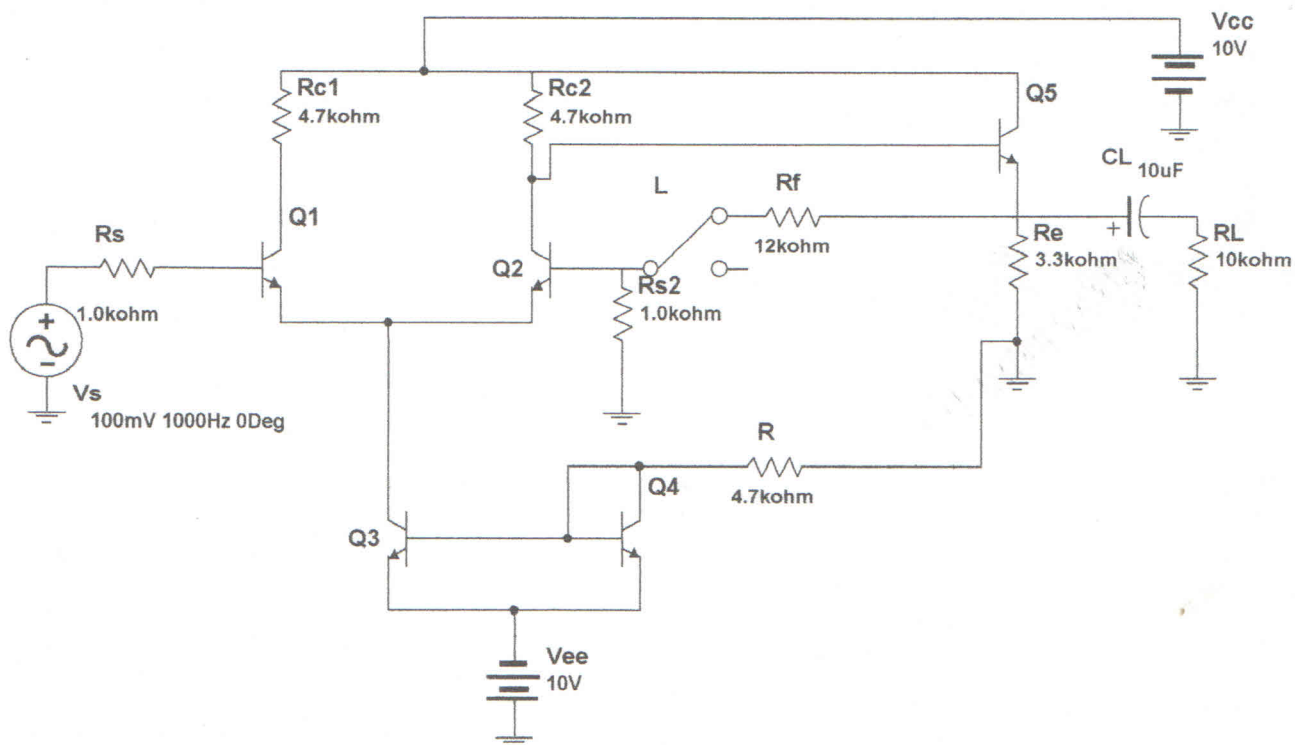 Vcc
10V
Rc1
4.7kohm
Rc2
4.7kohm
Q5
CL
10uF
L
Rf
12kohm
Q1
Rs
1.0kohm
Q2
Rs2
1.0kohm
Re
3.3kohm
+
RL
10kohm
+
-
Vs
100mV 1000Hz 0Deg
R
4.7kohm
Q4
Q3
Vee
10V